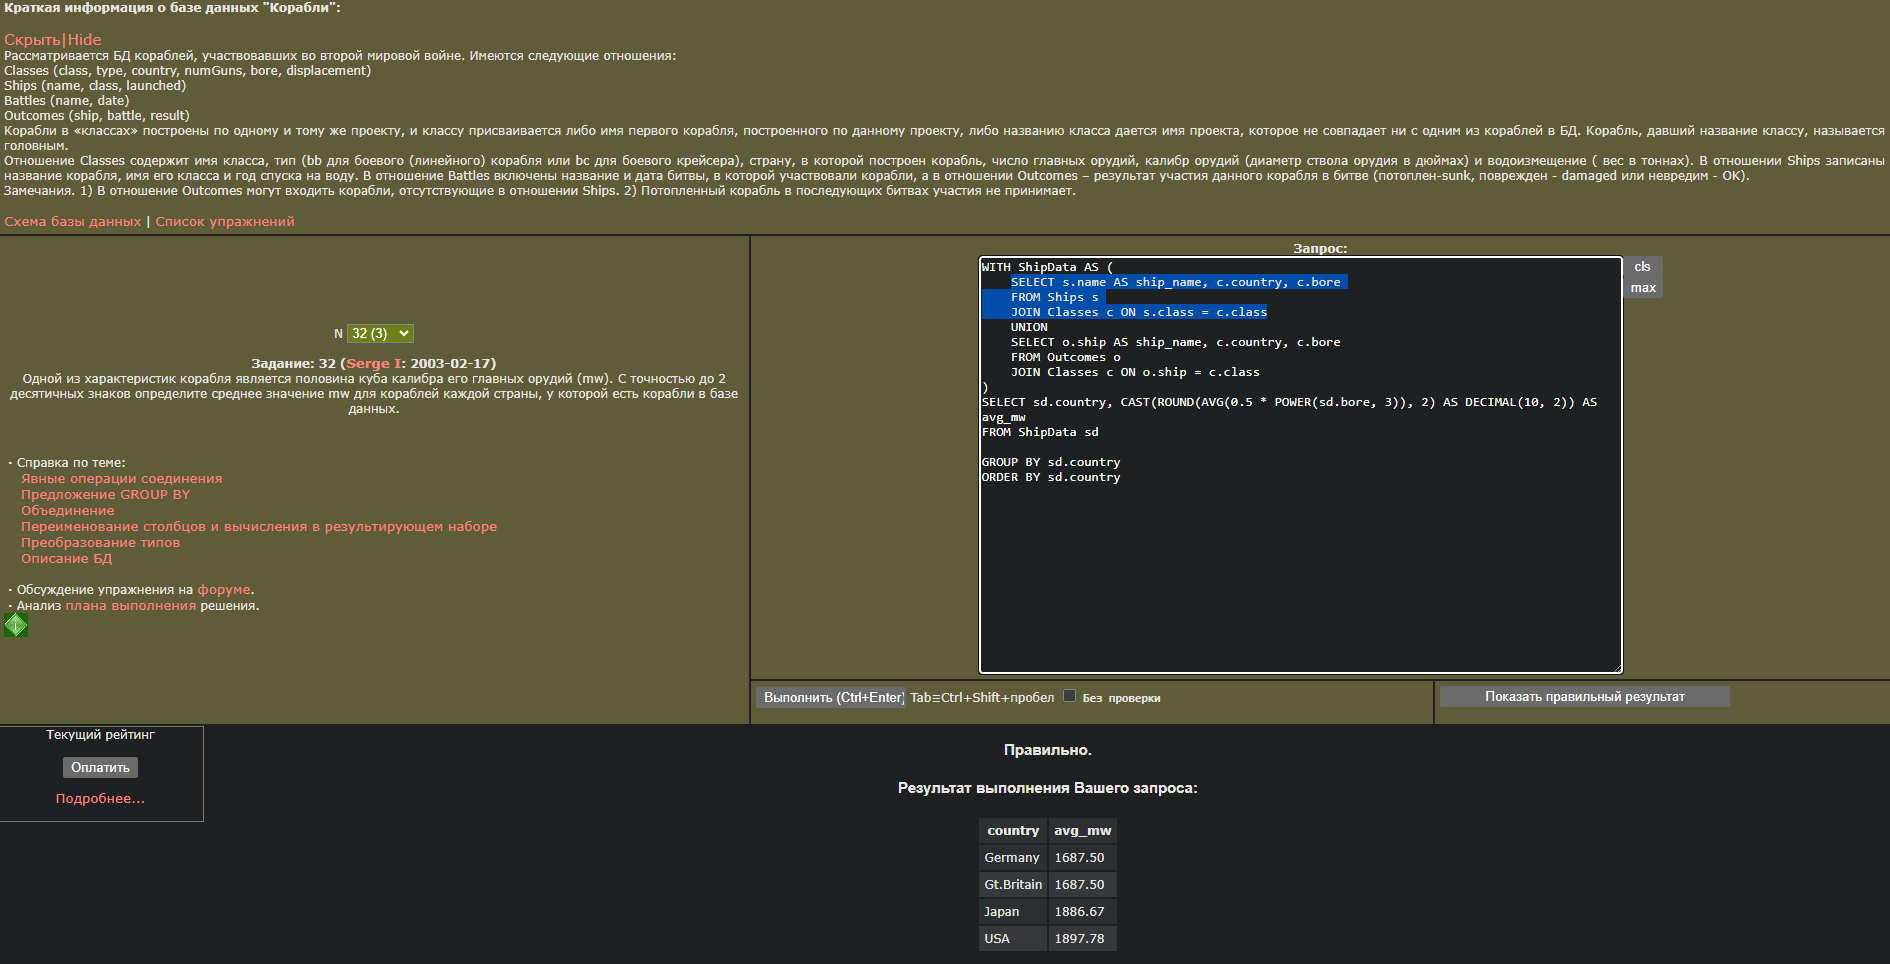 Краткая информация о базе данных "Корабли":
Скрыть|Hide
Рассматривается БД кораблей, участвовавших во второй мировой войне. Имеются следующие отношения:
Classes (class, type, country, numGuns, bore, displacement)
Ships (name, class, launched)
Battles (name, date)
Outcomes (ship, battle, result)
Корабли в «классах» построены по одному и тому же проекту, и классу присваивается либо имя первого корабля, построенного по данному проекту, либо названию класса дается имя проекта, которое не совпадает ни с одним из кораблей в БД. Корабль, давший название классу, называется
головным.
Отношение Classes содержит имя класса, тип (bb для боевого (линейного) корабля или bc для боевого крейсера), страну, в которой построен корабль, число главных орудий, калибр орудий (диаметр ствола орудия в дюймах) и водоизмещение ( вес в тоннах). В отношении Ships записаны
название корабля, имя его класса и год спуска на воду. В отношение Battles включены название и дата битвы, в которой участвовали корабли, а в отношении Outcomes – результат участия данного корабля в битве (потоплен-sunk, поврежден - damaged или невредим - OK).
Замечания. 1) В отношение Outcomes могут входить корабли, отсутствующие в отношении Ships. 2) Потопленный корабль в последующих битвах участия не принимает.
Схема базы данных | Список упражнений
N 32 (3)
Задание: 32 (Serge I: 2003-02-17)
Одной из характеристик корабля является половина куба калибра его главных орудий (mw). С точностью до 2
десятичных знаков определите среднее значение mw для кораблей каждой страны, у которой есть корабли в базе
данных.
· Справка по теме:
Явные операции соединения
Предложение GROUP BY
Объединение
Переименование столбцов и вычисления в результирующем наборе
Преобразование типов
Описание БД
· Обсуждение упражнения на форуме.
· Анализ плана выполнения решения.
Запрос:
WITH ShipData AS (
SELECT s.name AS ship_name, c.country, c.bore
FROM Ships s
JOIN Classes c ON s.class = c.class
UNION
SELECT o.ship AS ship_name, c.country, c.bore
FROM Outcomes o
JOIN Classes c ON o.ship = c.class
)
SELECT sd.country, CAST(ROUND(AVG(0.5 * POWER(sd.bore, 3)), 2) AS DECIMAL(10, 2)) AS
avg_mw
FROM ShipData sd
GROUP BY sd.country
ORDER BY sd.country
cls
max
Выполнить (Ctrl+Enter) Tab≡Ctrl+Shift+пробел Без проверки
Показать правильный результат
Текущий рейтинг
Оплатить
Подробнее...
Правильно.
Результат выполнения Вашего запроса:
country avg_mw
Germany 1687.50
Gt.Britain 1687.50
Japan 1886.67
USA 1897.78